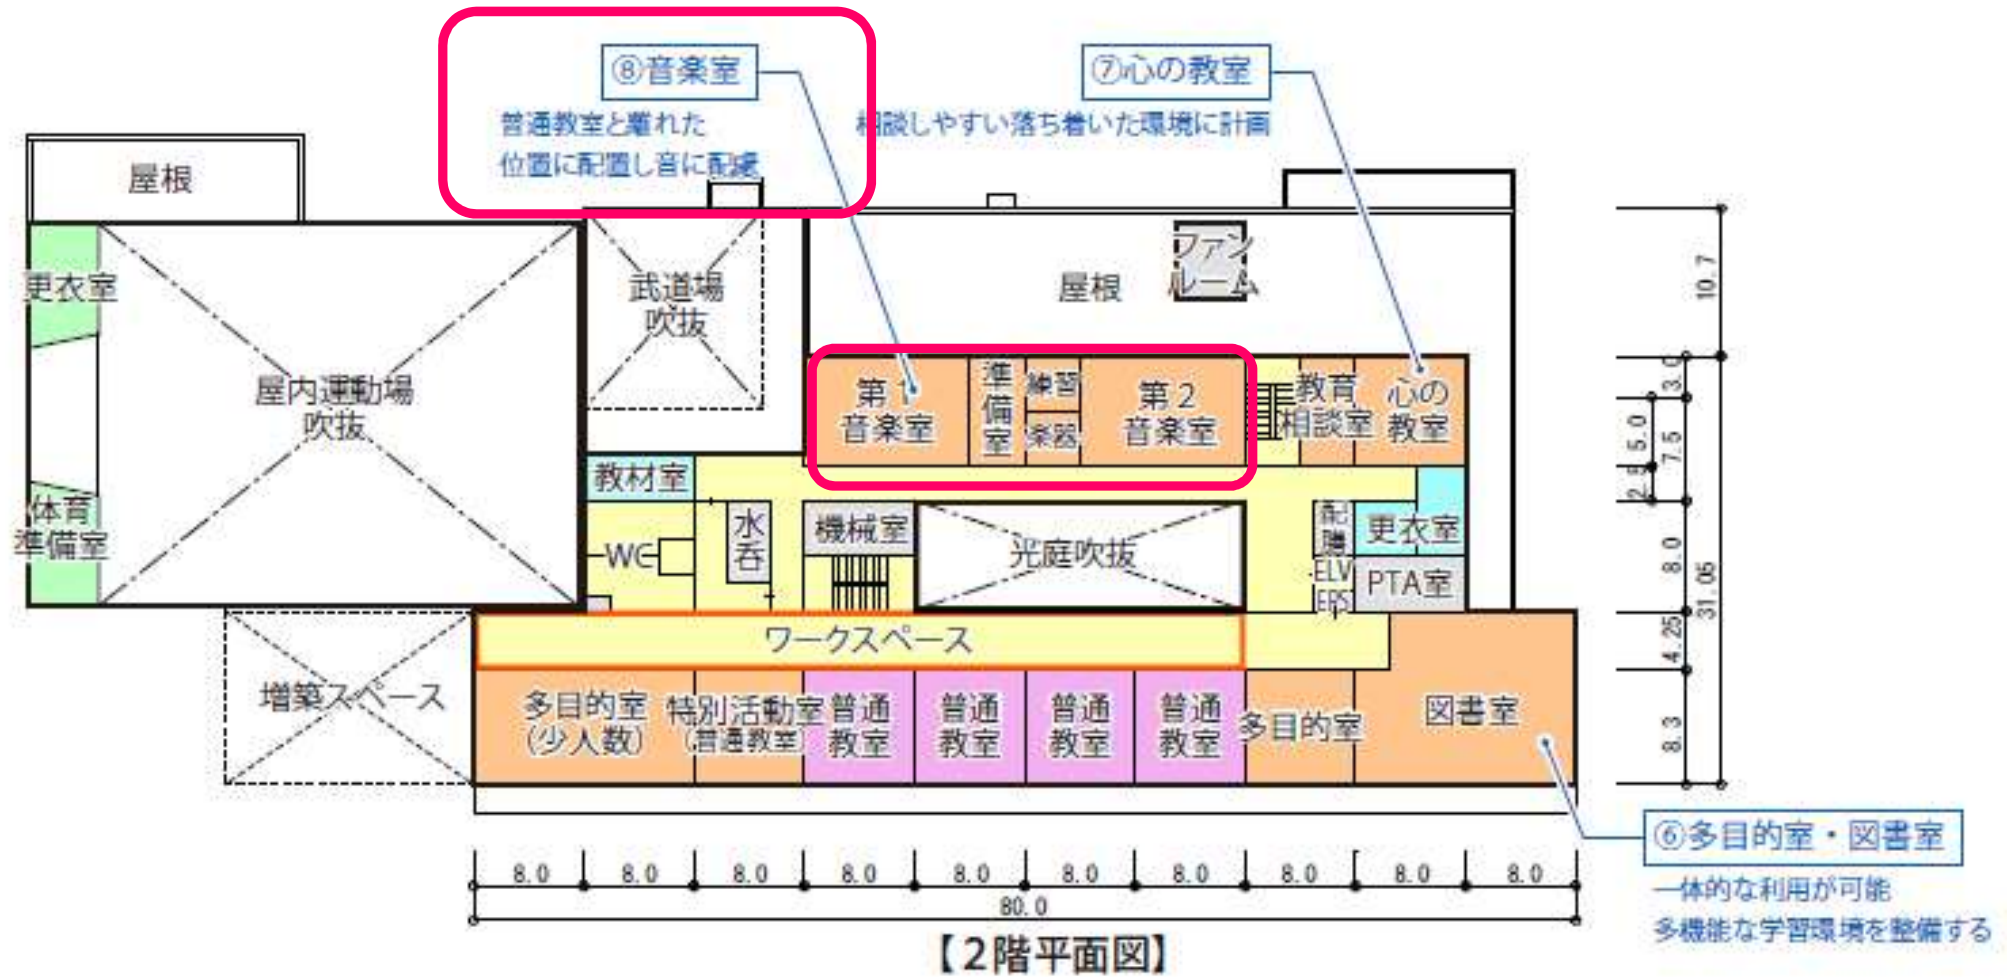 ⑧音楽室
普通教室と離れた
位置に配置し音に配慮
⑦心の教室
相談しやすい落ち着いた環境に計画
屋根
更衣室
武道場
吹抜
屋根
ファン
ルーム
10.7
屋内運動場
吹抜
第1
音楽室
準
備
室
練習
楽器
第2
音楽室
教育
相談室
心の
教室
3.0
5.0
7.5
2.5
体育
準備室
教材室
WC
水
呑
機械室
光庭吹抜
配
膳
ELV
EPS
更衣室
PTA室
8.0
31.05
ワークスペース
4.25
増築スペース
多目的室
(少人数)
特別活動室
(普通教室)
普通
教室
普通
教室
普通
教室
普通
教室
多目的室
図書室
8.3
⑥多目的室・図書室
一体的な利用が可能
多機能な学習環境を整備する
8.0 8.0 8.0 8.0 8.0 8.0 8.0 8.0 8.0 8.0
80.0
【2階平面図】